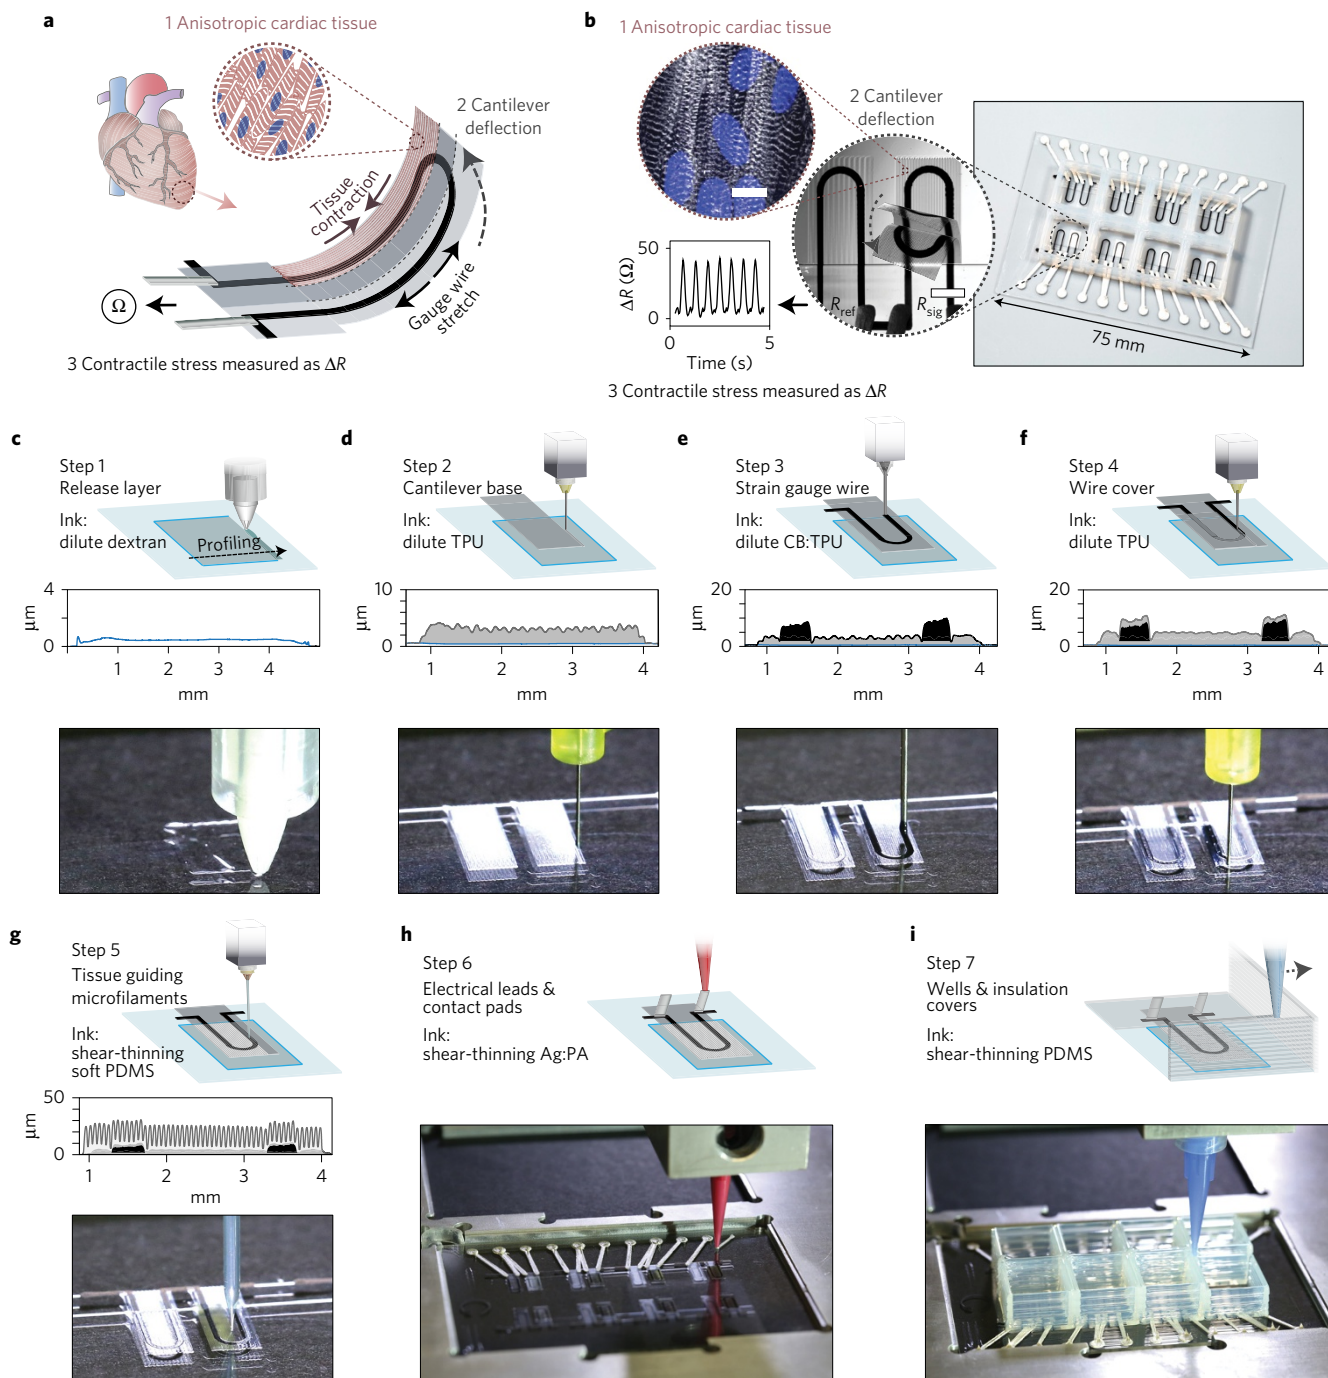 a
1 Anisotropic cardiac tissue
2 Cantilever
deflection
Tissue
contraction
Gauge wire
stretch
Ω
3 Contractile stress measured as ΔR
b
1 Anisotropic cardiac tissue
2 Cantilever
deflection
50
0
ΔR (Ω)
0
5
Time (s)
Rref
Rsig
75 mm
3 Contractile stress measured as ΔR
c
Step 1
Release layer
Ink:
dilute dextran
Profiling
4
0
μm
1 2 3 4
mm
d
Step 2
Cantilever base
Ink:
dilute TPU
10
0
μm
1 2 3 4
mm
e
Step 3
Strain gauge wire
Ink:
dilute CB:TPU
20
0
μm
1 2 3 4
mm
f
Step 4
Wire cover
Ink:
dilute TPU
20
0
μm
1 2 3 4
mm
g
Step 5
Tissue guiding
microfilaments
Ink:
shear-thinning
soft PDMS
50
0
μm
1 2 3 4
mm
h
Step 6
Electrical leads &
contact pads
Ink:
shear-thinning Ag:PA
i
Step 7
Wells & insulation
covers
Ink:
shear-thinning PDMS